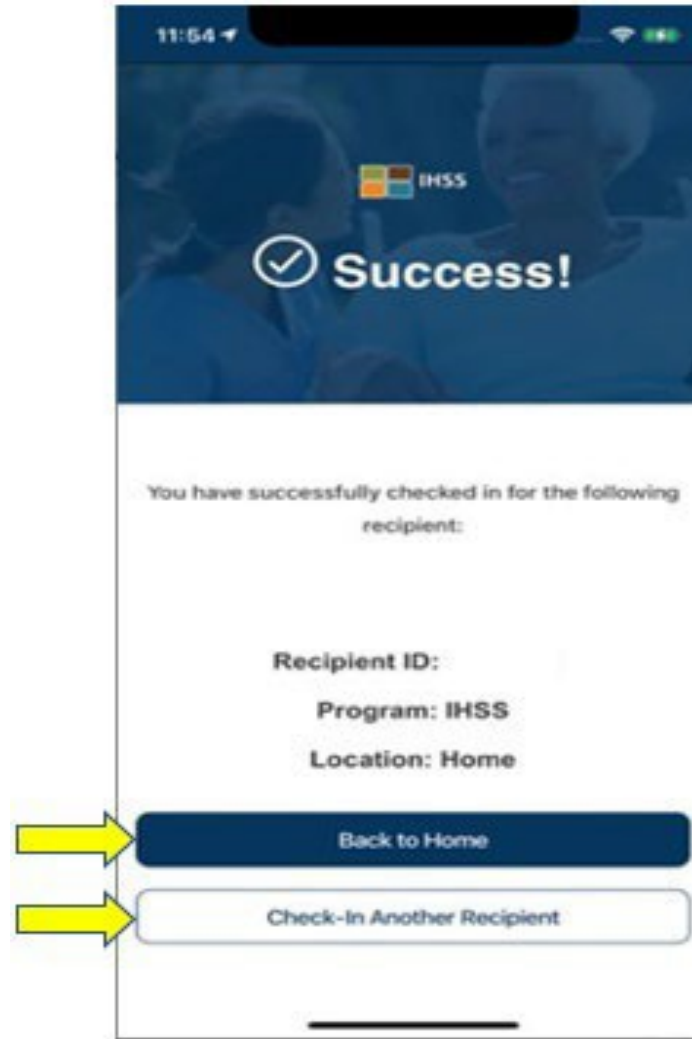 11:54
IHSS
Success!
You have successfully checked in for the following
recipient:
Recipient ID:
Program: IHSS
Location: Home
Back to Home
Check-In Another Recipient